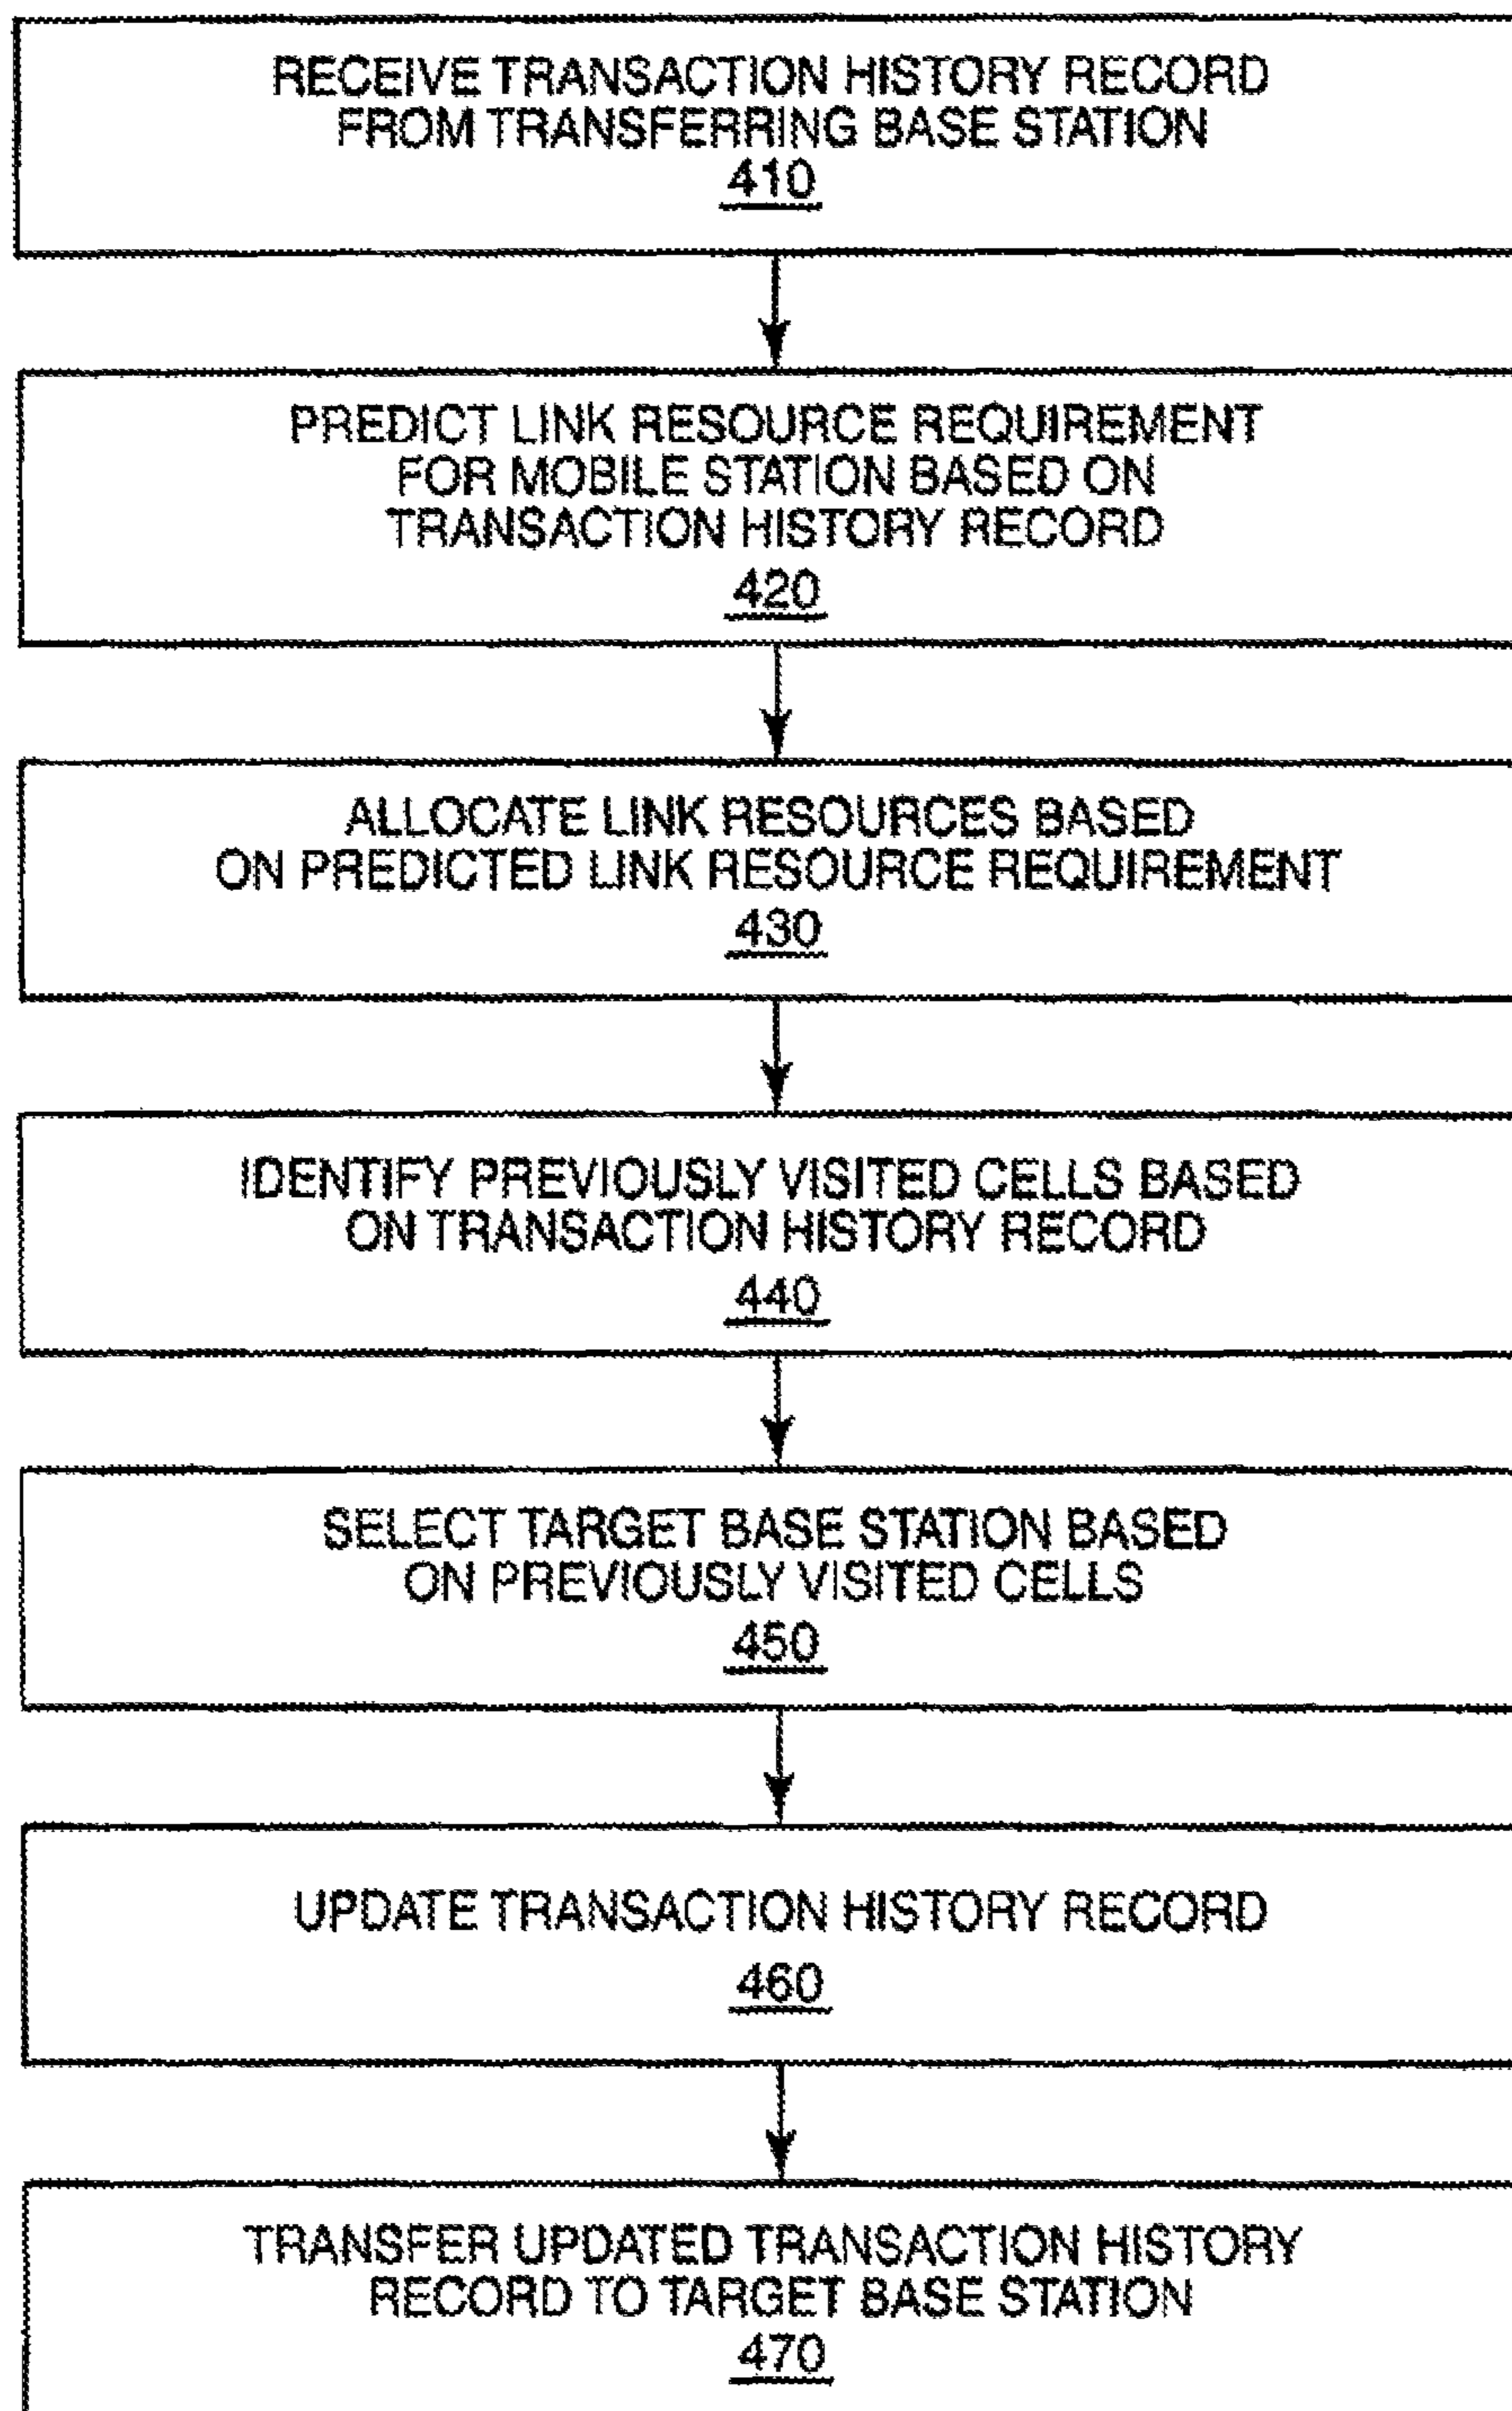 RECEIVE TRANSACTION HISTORY RECORD
FROM TRANSFERRING BASE STATION
410
PREDICT LINK RESOURCE REQUIREMENT
FOR MOBILE STATION BASED ON
TRANSACTION HISTORY RECORD
420
ALLOCATE LINK RESOURCES BASED
ON PREDICTED LINK RESOURCE REQUIREMENT
430
IDENTIFY PREVIOUSLY VISITED CELLS BASED
ON TRANSACTION HISTORY RECORD
440
SELECT TARGET BASE STATION BASED
ON PREVIOUSLY VISITED CELLS
450
UPDATE TRANSACTION HISTORY RECORD
460
TRANSFER UPDATED TRANSACTION HISTORY
RECORD TO TARGET BASE STATION
470